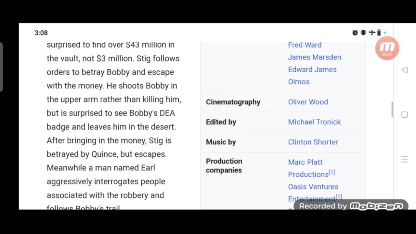 3:08
surprised to find over $43 million in
the vault, not $3 million. Stig follows
orders to betray Bobby and escape
with the money. He shoots Bobby in
the upper arm rather than killing him,
but is surprised to see Bobby's DEA
badge and leaves him in the desert.
After bringing in the money, Stig is
betrayed by Quince, but escapes.
Meanwhile a man named Earl
aggressively interrogates people
associated with the robbery and
follows Bobby's trail.
Fred Ward
James Marsden
Edward James
Olmos
Cinematography Oliver Wood
Edited by Michael Tronick
Music by Clinton Shorter
Production Marc Platt
companies Productions[1]
Oasis Ventures
Entertainment[1]
Recorded by Mobizen